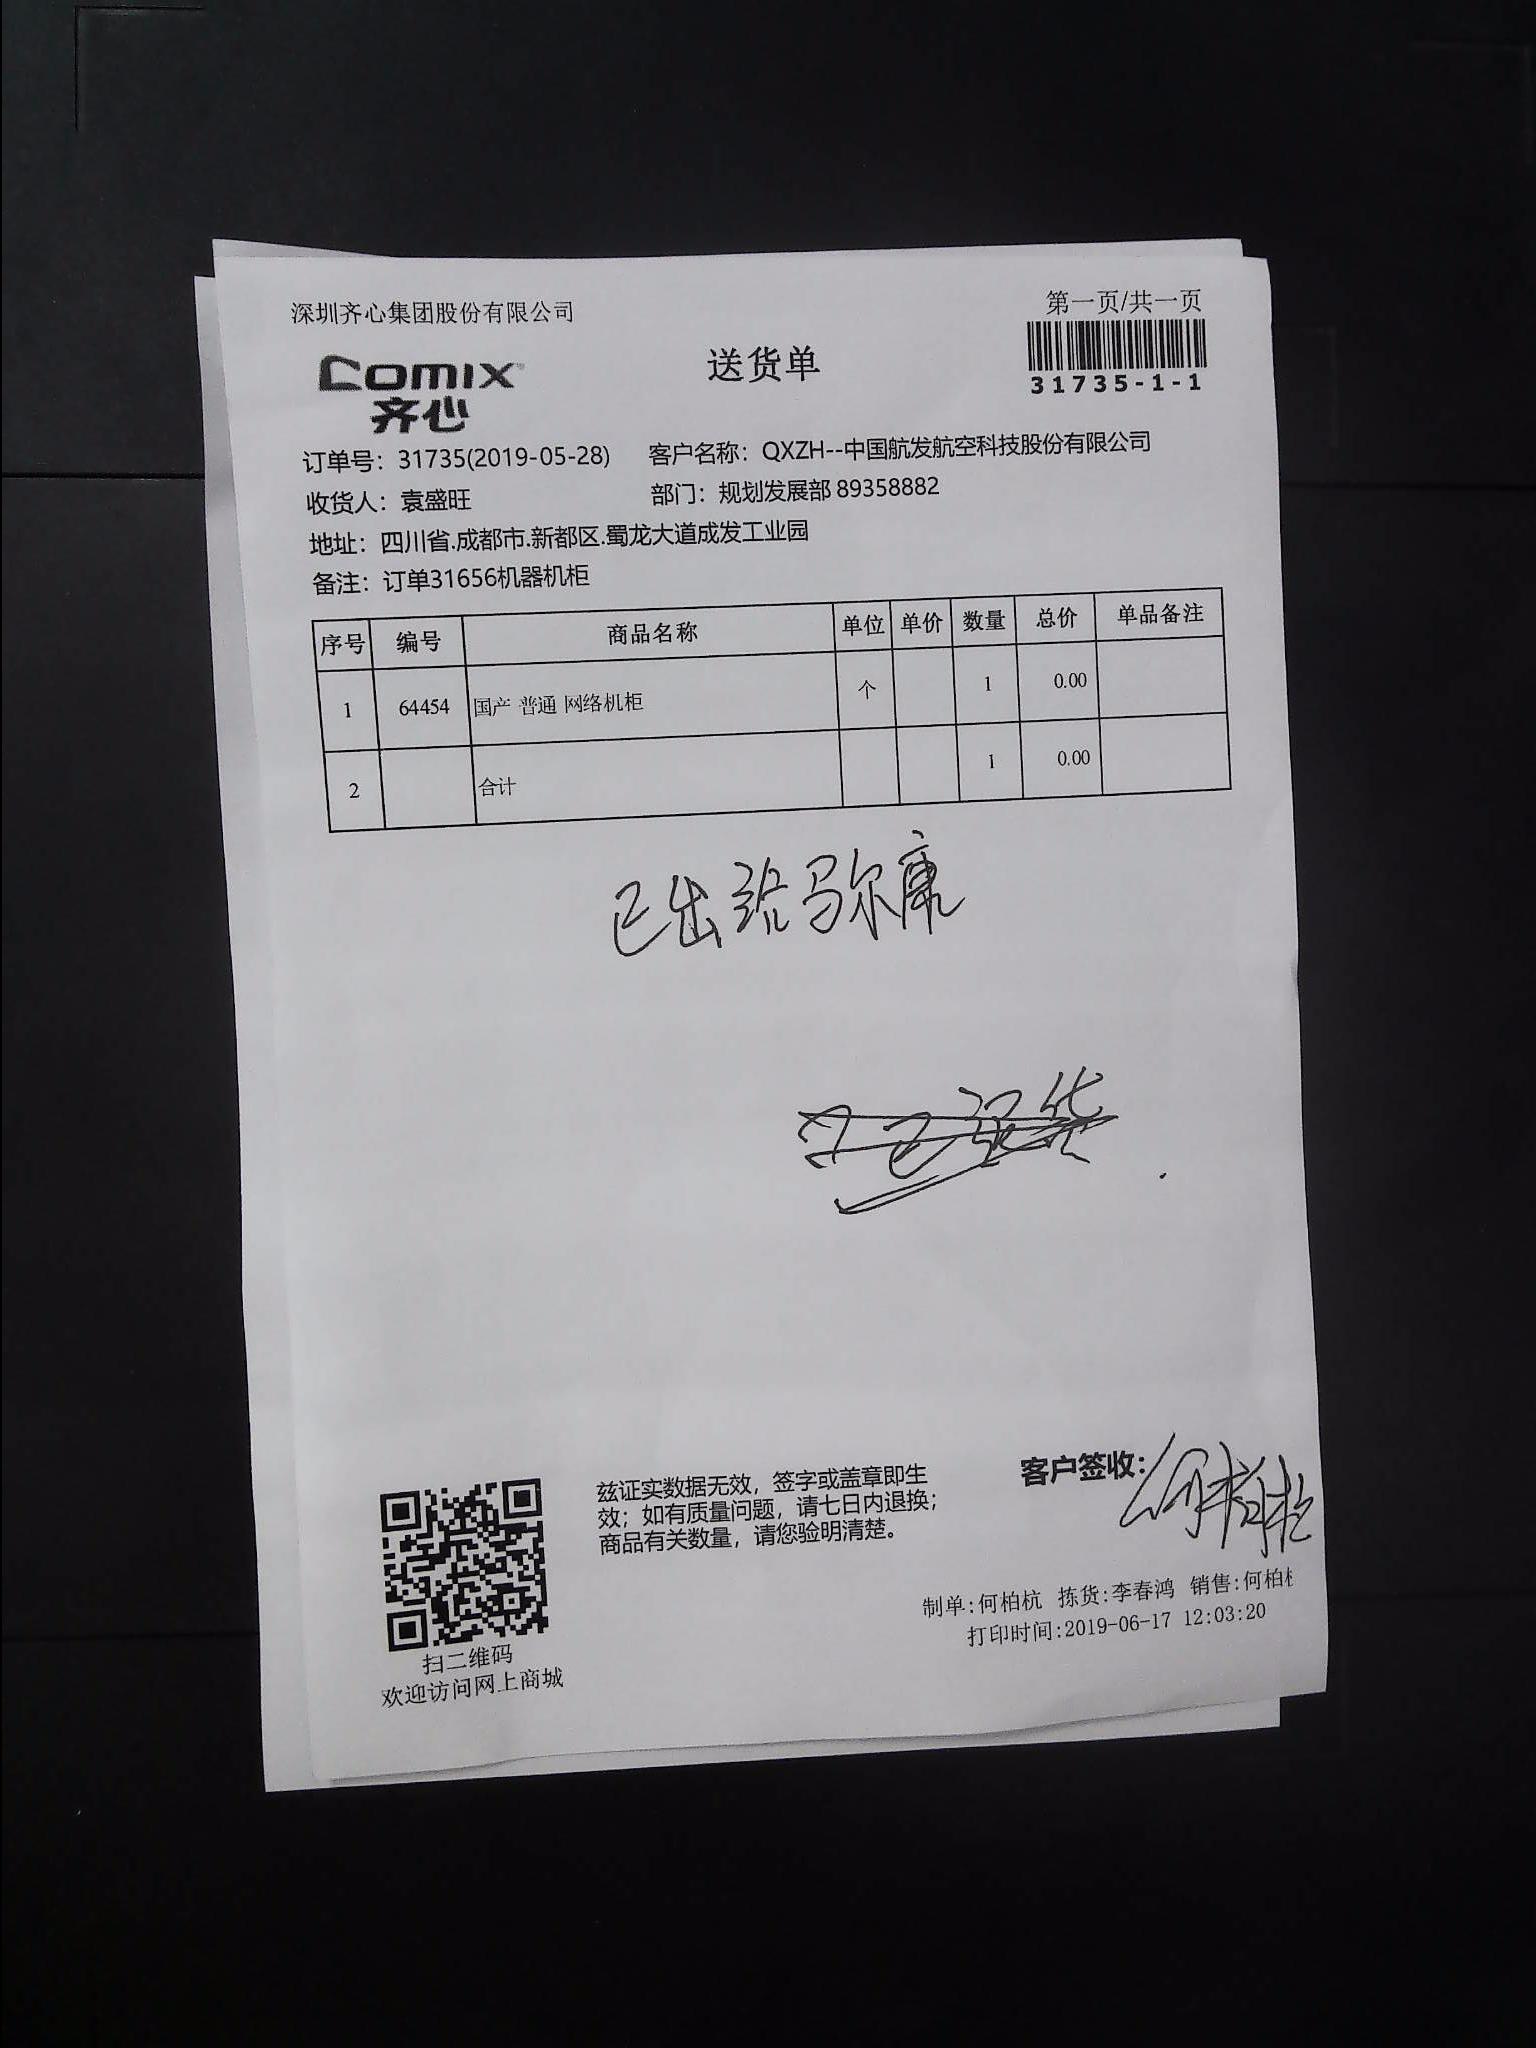 深圳齐心集团股份有限公司
第一页/共一页
comix
齐心
送货单
31735-1-1
订单号：31735(2019-05-28) 客户名称：QXZH--中国航发航空科技股份有限公司
收货人：袁盛旺 部门：规划发展部 89358882
地址：四川省.成都市.新都区.蜀龙大道成发工业园
备注：订单31656机器机柜
序号 编号 商品名称 单位 单价 数量 总价 单品备注
1 64454 国产 普通 网络机柜 个 1 0.00
2 合计 1 0.00
已出给马尔康
兹证实数据无效，签字或盖章即生
效；如有质量问题，请七日内退换；
商品有关数量，请您验明清楚。
客户签收：何柏杭
制单:何柏杭 拣货:李春鸿 销售:何柏
打印时间:2019-06-17 12:03:20
扫二维码
欢迎访问网上商城